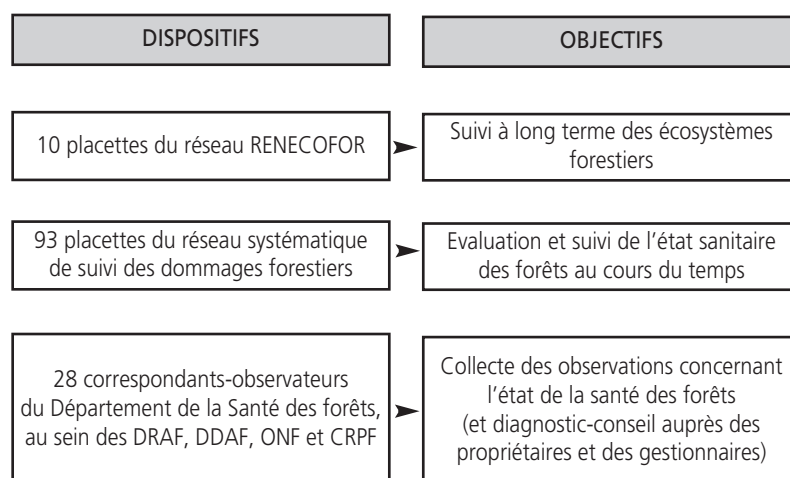 DISPOSITIFS
OBJECTIFS
10 placettes du réseau RENECOFOR
Suivi à long terme des écosystèmes
forestiers
93 placettes du réseau systématique
de suivi des dommages forestiers
Evaluation et suivi de l'état sanitaire
des forêts au cours du temps
28 correspondants-observateurs
du Département de la Santé des forêts,
au sein des DRAF, DDAF, ONF et CRPF
Collecte des observations concernant
l'état de la santé des forêts
(et diagnostic-conseil auprès des
propriétaires et des gestionnaires)